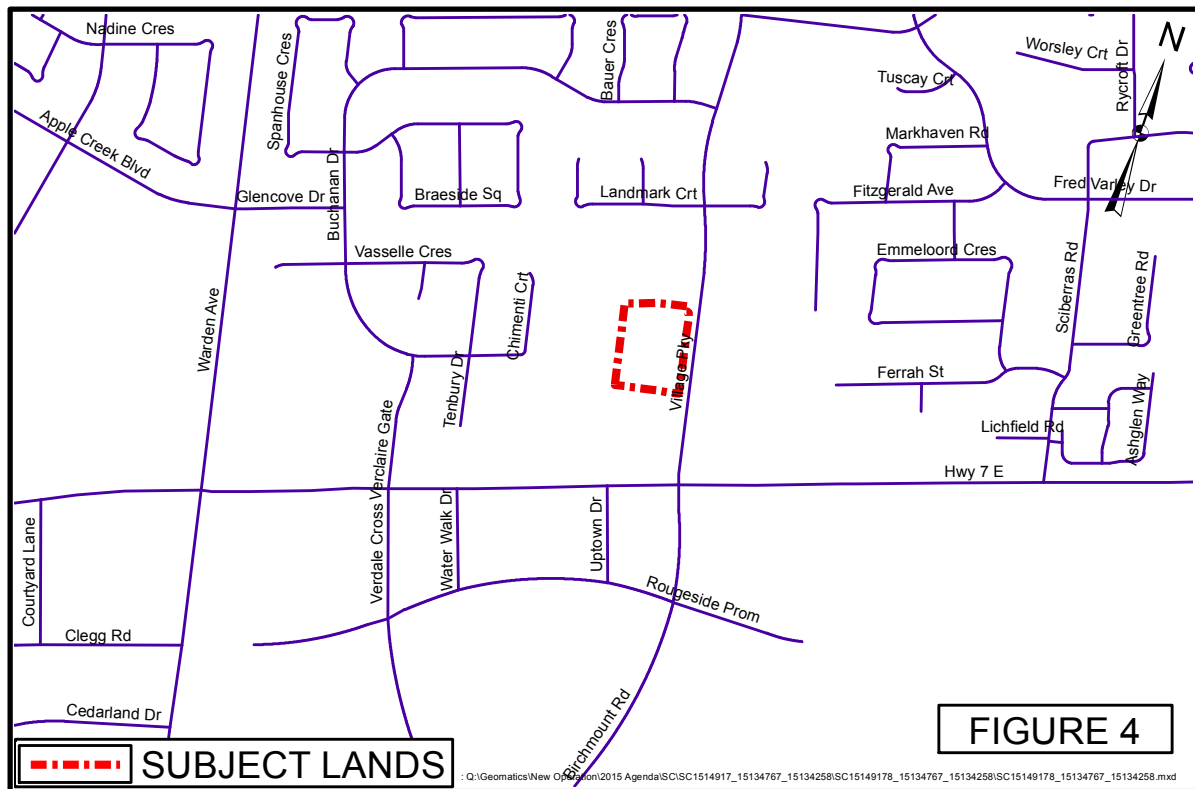 Nadine Cres
Spanhouse Cres
Bauer Cres
Worsley Crt
Rycroft Dr
N
Tuscay Crt
Apple Creek Blvd
Markhaven Rd
Glencove Dr
Buchanan Dr
Braeside Sq
Landmark Crt
Fitzgerald Ave
Fred Varley Dr
Vasselle Cres
Emmeloord Cres
Warden Ave
Chimenti Crt
Sciberras Rd
Greentree Rd
Tenbury Dr
Village Pky
Ferrah St
Verclaire Gate
Lichfield Rd
Ashglen Way
Hwy 7 E
Courtyard Lane
Verdale Cross
Water Walk Dr
Uptown Dr
Rougeside Prom
Clegg Rd
Cedarland Dr
Birchmount Rd
FIGURE 4
SUBJECT LANDS
: Q:\Geomatics\New Operation\2015 Agenda\SC\SC1514917_15134767_15134258\SC15149178_15134767_15134258\SC15149178_15134767_15134258.mxd